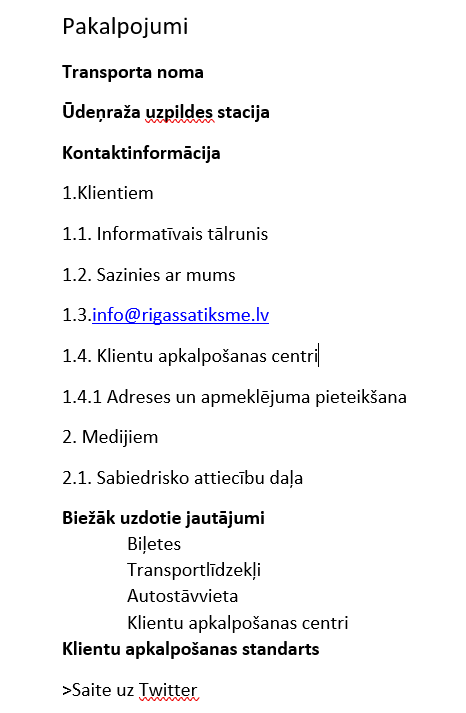 Pakalpojumi
Transporta noma
Ūdeņraža uzpildes stacija
Kontaktinformācija
1.Klientiem
1.1. Informatīvais tālrunis
1.2. Sazinies ar mums
1.3.info@rigassatiksme.lv
1.4. Klientu apkalpošanas centri
1.4.1 Adreses un apmeklējuma pieteikšana
2. Medijiem
2.1. Sabiedrisko attiecību daļa
Biežāk uzdotie jautājumi
Biļetes
Transportlīdzekļi
Autostāvvieta
Klientu apkalpošanas centri
Klientu apkalpošanas standarts
>Saite uz Twitter